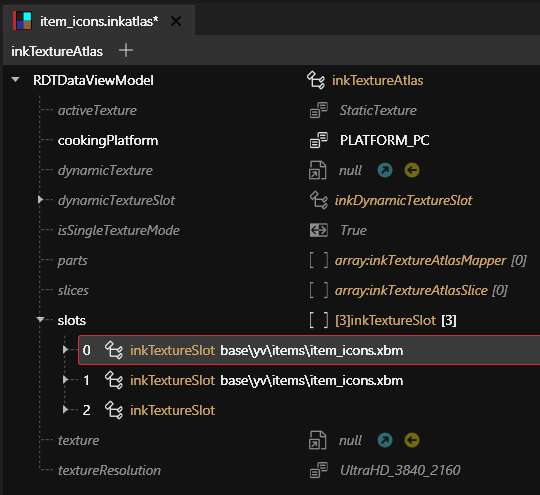 item_icons.inkatlas*
inkTextureAtlas
RDTDataViewModel inkTextureAtlas
activeTexture StaticTexture
cookingPlatform PLATFORM_PC
dynamicTexture null
dynamicTextureSlot inkDynamicTextureSlot
isSingleTextureMode True
parts [ ] array:inkTextureAtlasMapper [0]
slices [ ] array:inkTextureAtlasSlice [0]
slots [ ] [3]inkTextureSlot [3]
0 inkTextureSlot base\yv\items\item_icons.xbm
1 inkTextureSlot base\yv\items\item_icons.xbm
2 inkTextureSlot
texture null
textureResolution UltraHD_3840_2160